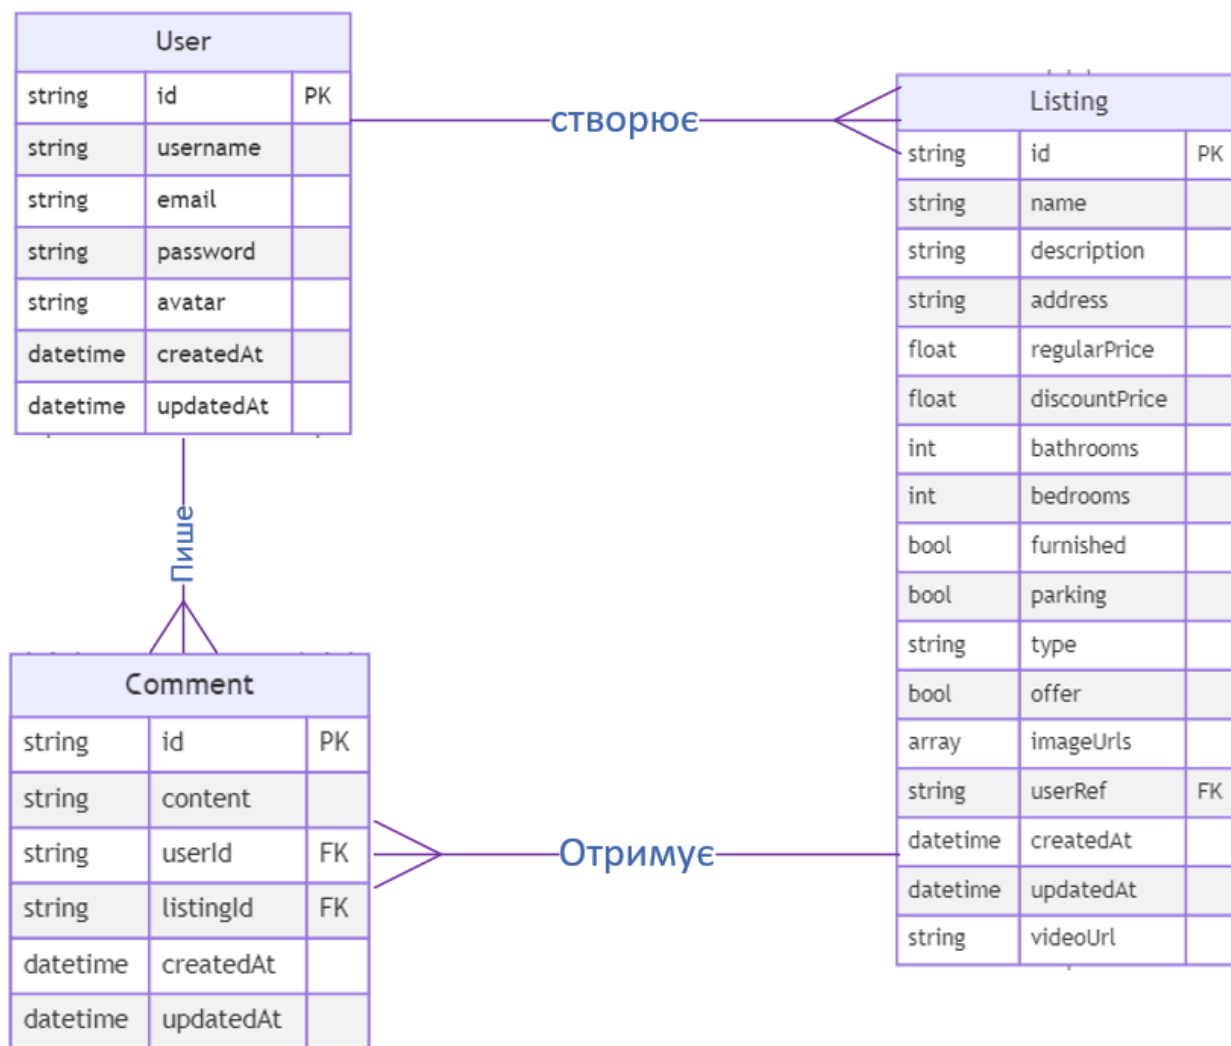 User
string id PK
string username
string email
string password
string avatar
datetime createdAt
datetime updatedAt
створює
Listing
string id PK
string name
string description
string address
float regularPrice
float discountPrice
int bathrooms
int bedrooms
bool furnished
bool parking
string type
bool offer
array imageUrls
string userRef FK
datetime createdAt
datetime updatedAt
string videoUrl
Пише
Comment
string id PK
string content
string userId FK
string listingId FK
datetime createdAt
datetime updatedAt
Отримує